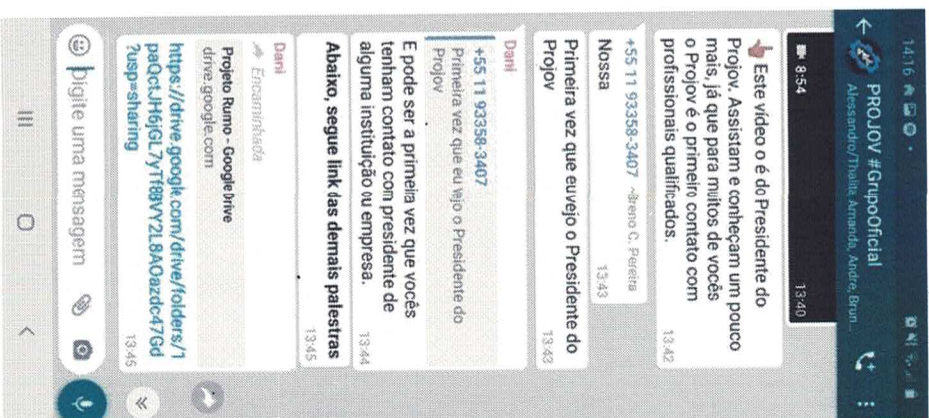 14:16
PROJOV #GrupoOficial
Alessandro/Thalita, Amanda, Andre, Brun...
8:54
13:40
Este vídeo o é do Presidente do
Projov. Assistam e conheçam um pouco
mais, já que para muitos de vocês
o Projov é o primeiro contato com
profissionais qualificados.
13:42
+55 11 93358-3407 ~Breno C. Pereira
Nossa
13:43
Primeira vez que eu vejo o Presidente do
Projov
13:43
Dani
+55 11 93358-3407
Primeira vez que eu vejo o Presidente do
Projov
E pode ser a primeira vez que vocês
tenham contato com presidente de
alguma instituição ou empresa.
13:44
Abaixo, segue link das demais palestras
13:45
Dani
Encaminhada
Projeto Rumo - Google Drive
drive.google.com
https://drive.google.com/drive/folders/1
?usp=sharing
13:45
Digite uma mensagem